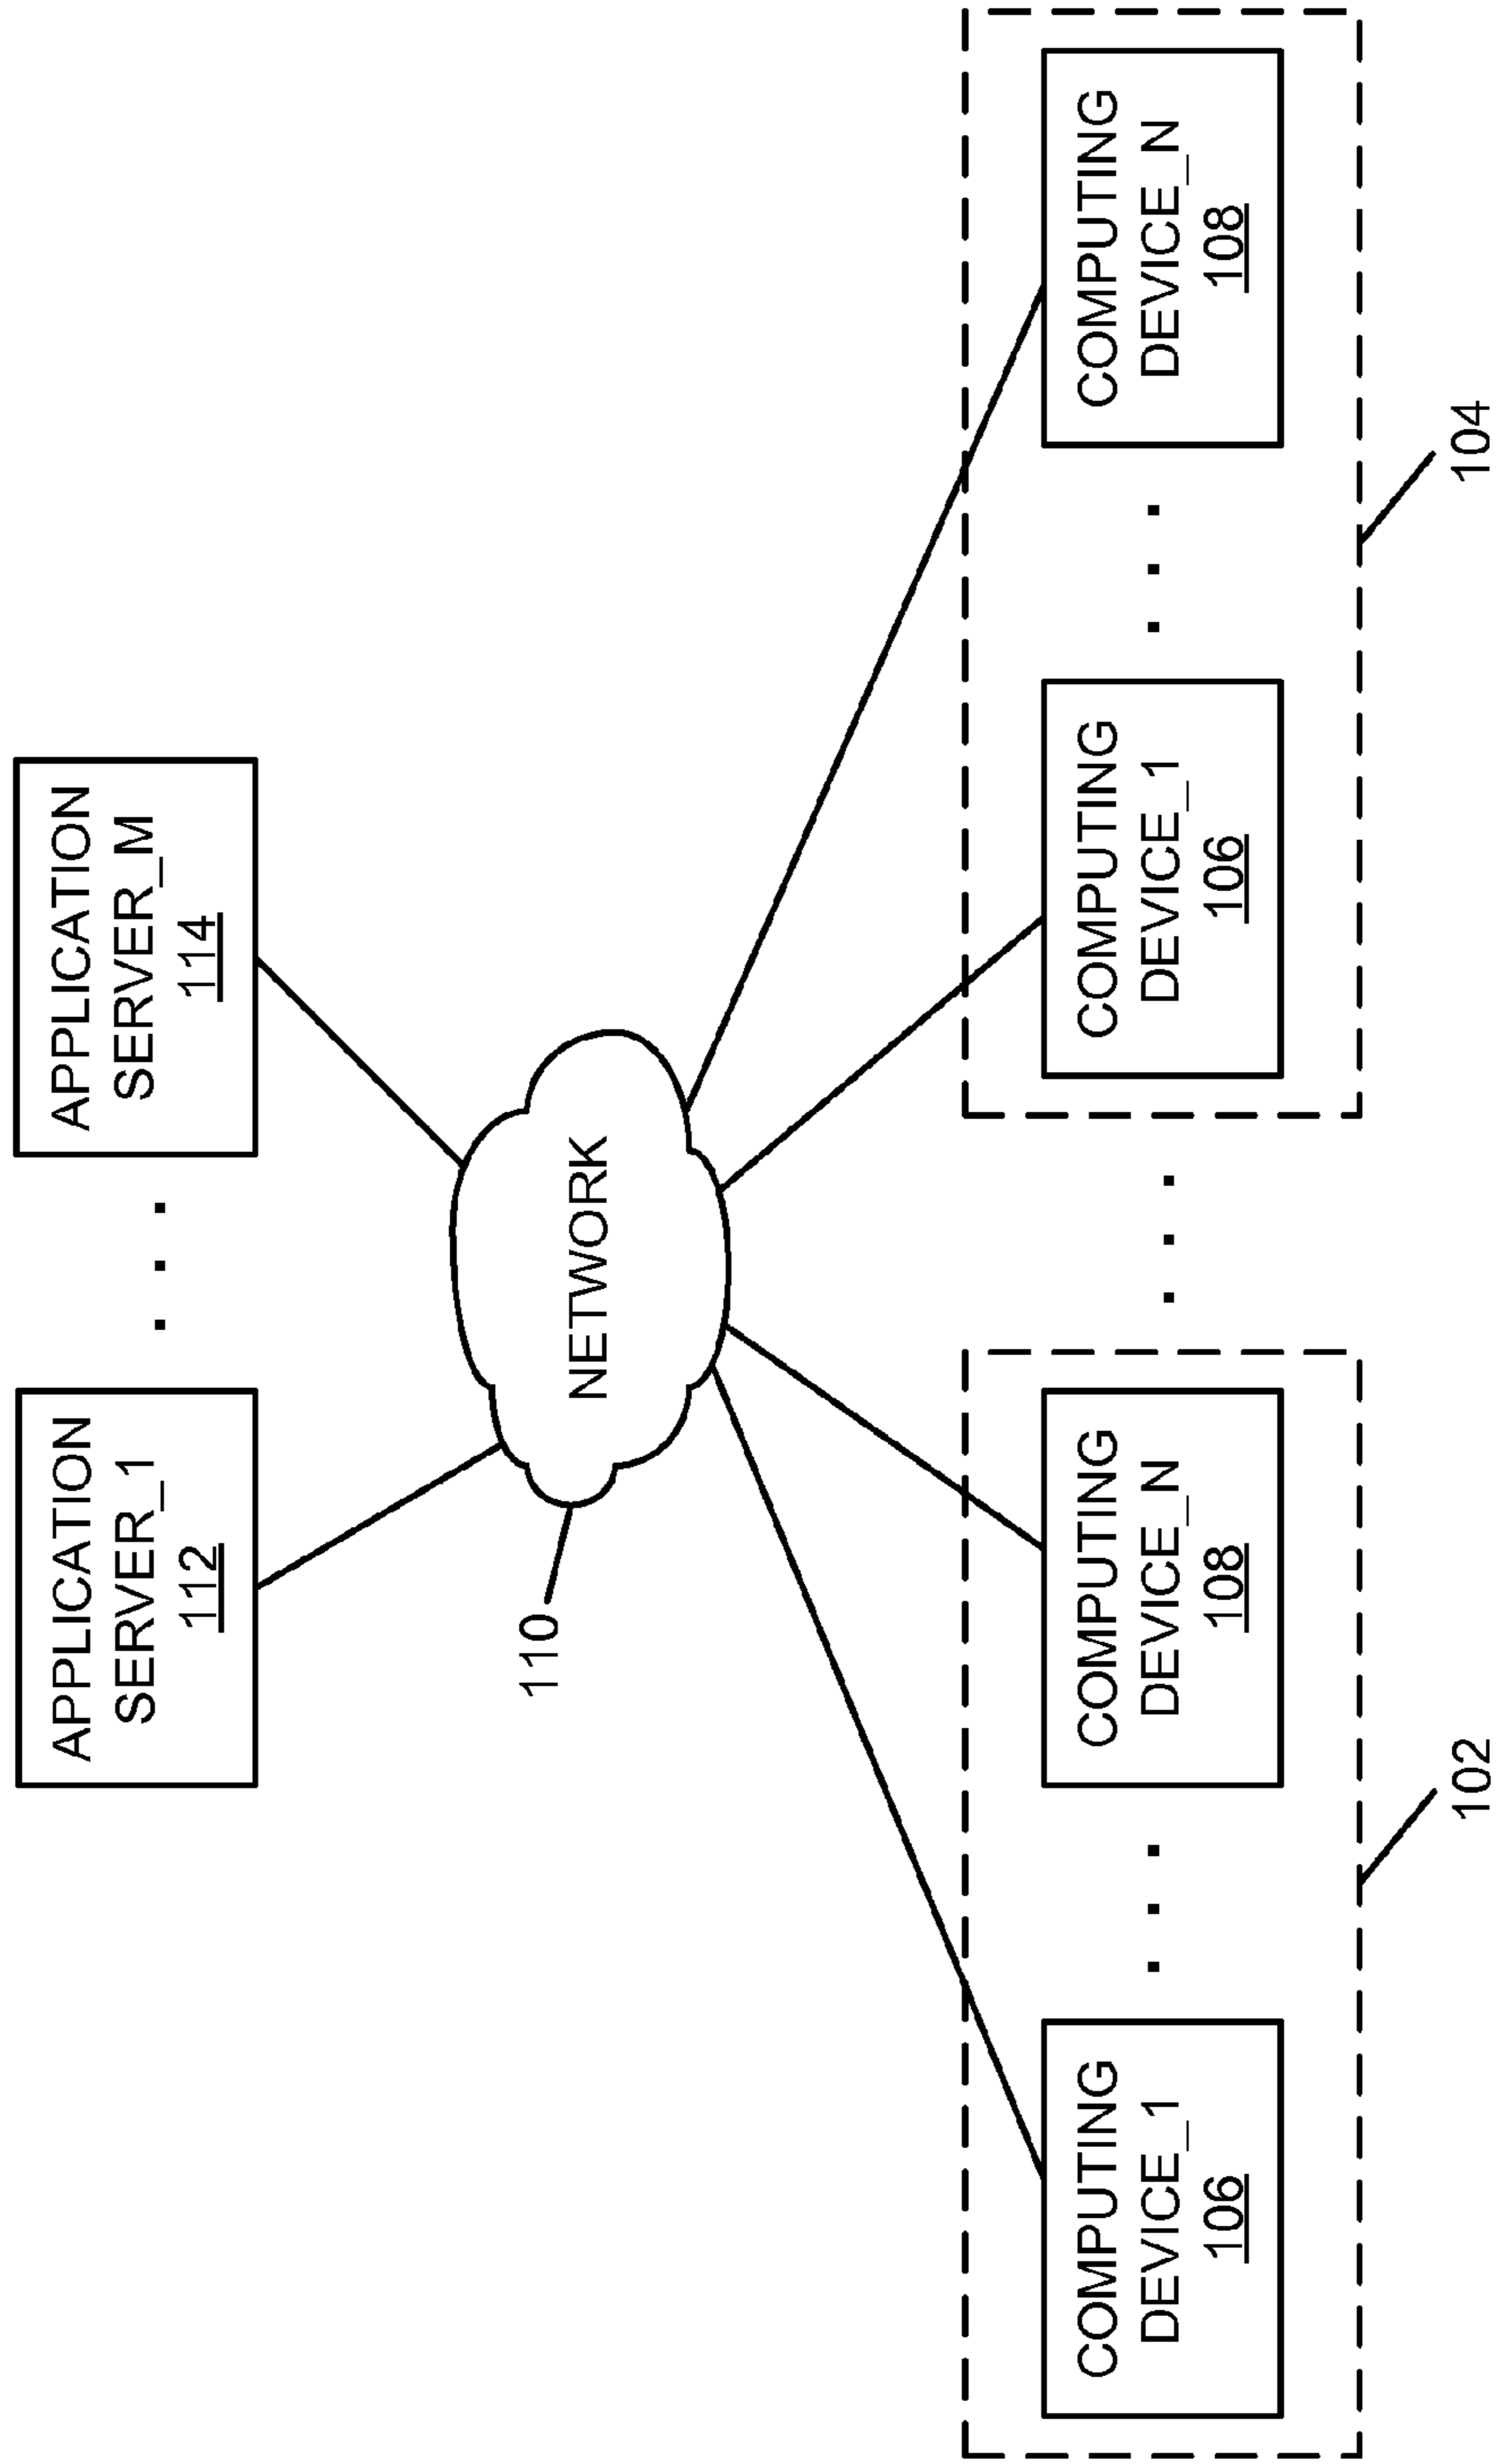 APPLICATION
SERVER_1
112
APPLICATION
SERVER_M
114
NETWORK
110
COMPUTING
DEVICE_1
106
COMPUTING
DEVICE_N
108
COMPUTING
DEVICE_1
106
COMPUTING
DEVICE_N
108
102
104